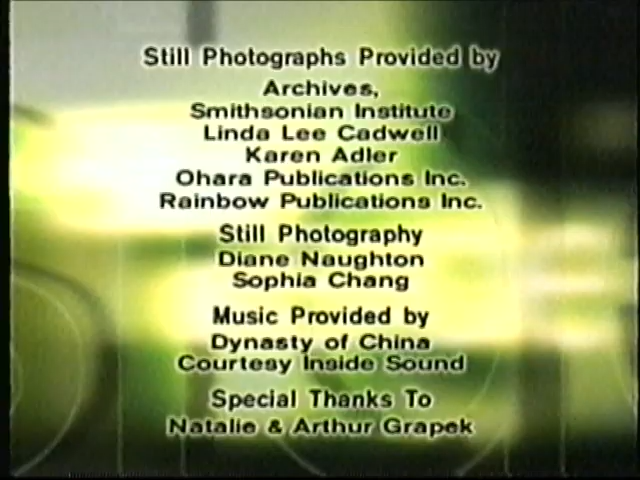 Still Photographs Provided by
Archives,
Smithsonian Institute
Linda Lee Cadwell
Karen Adler
Ohara Publications Inc.
Rainbow Publications Inc.
Still Photography
Diane Naughton
Sophia Chang
Music Provided by
Dynasty of China
Courtesy Inside Sound
Special Thanks To
Natalie & Arthur Grapek